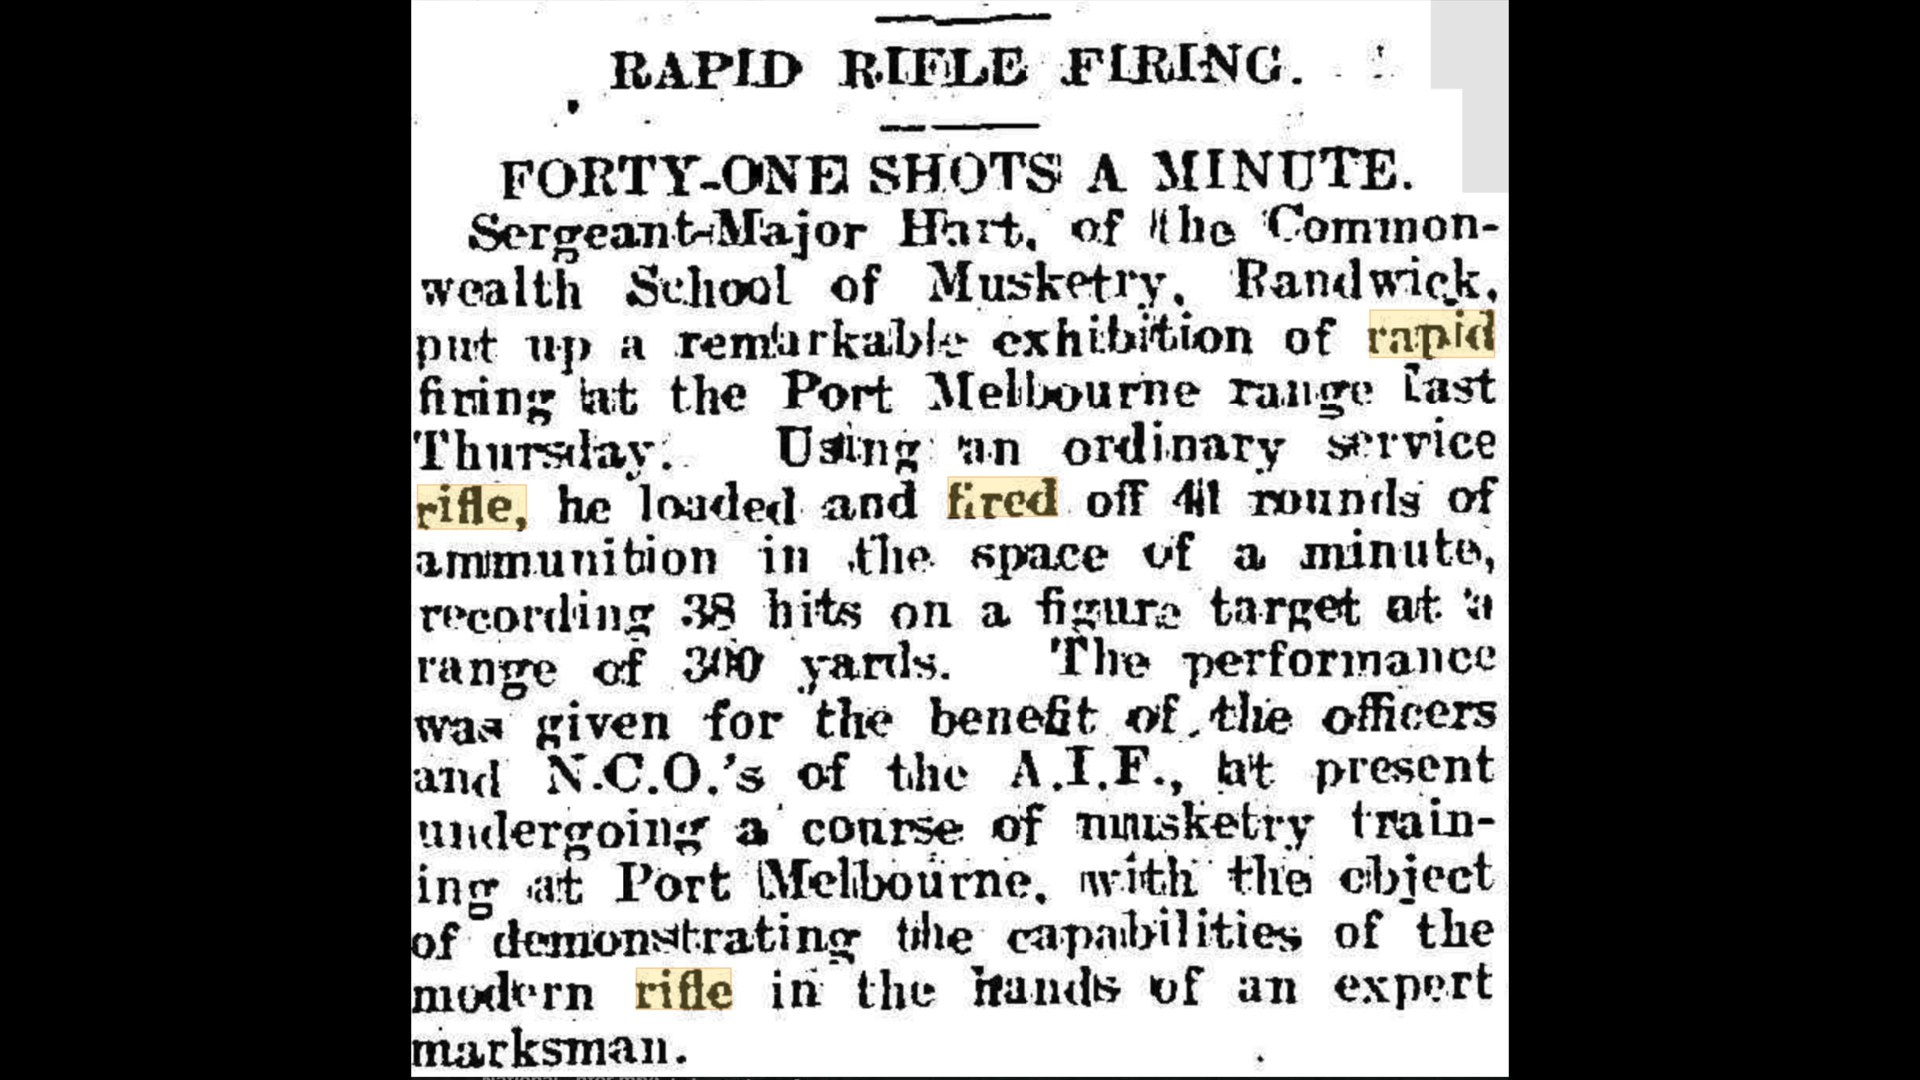 RAPID RIFLE FIRING.
FORTY-ONE SHOTS A MINUTE.
Sergeant-Major Hart, of the Common-
wealth School of Musketry, Randwick,
put up a remarkable exhibition of rapid
firing at the Port Melbourne range last
Thursday. Using an ordinary service
rifle, he loaded and fired off 41 rounds of
ammunition in the space of a minute,
recording 38 hits on a figure target at a
range of 300 yards. The performance
was given for the benefit of the officers
and N.C.O.'s of the A.I.F., at present
undergoing a course of musketry train-
ing at Port Melbourne, with the object
of demonstrating the capabilities of the
modern rifle in the hands of an expert
marksman.